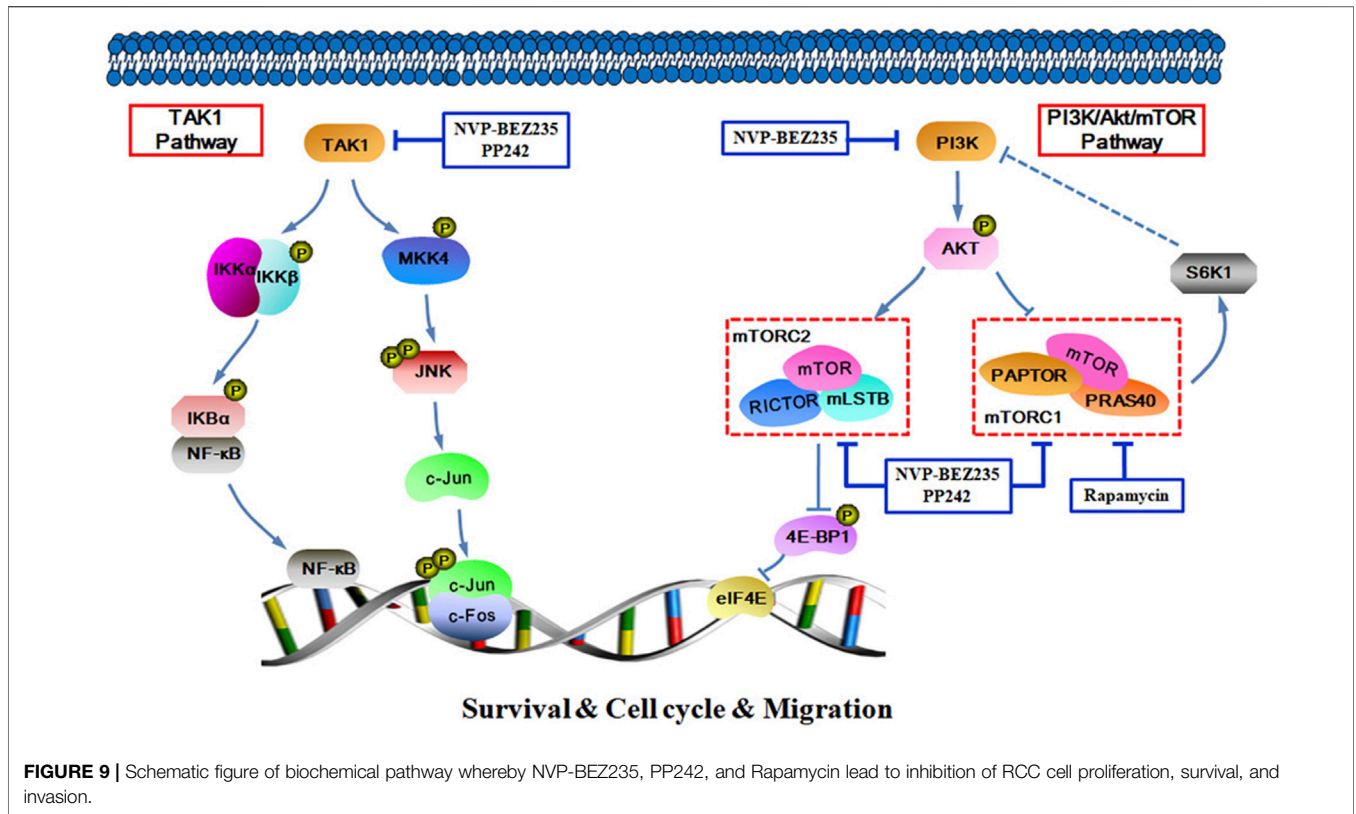 TAK1
Pathway
TAK1
NVP-BEZ235
PP242
NVP-BEZ235
PI3K
PI3K/Akt/mTOR
Pathway
P
IKKα
IKKβ
P
MKK4
P
AKT
S6K1
P
P
JNK
mTORC2
mTOR
RICTOR
mLSTB
mTOR
PAPTOR
PRAS40
mTORC1
P
IKBα
NF-κB
c-Jun
NVP-BEZ235
PP242
Rapamycin
P
4E-BP1
NF-κB
P
P
c-Jun
c-Fos
eIF4E
Survival & Cell cycle & Migration
FIGURE 9 | Schematic figure of biochemical pathway whereby NVP-BEZ235, PP242, and Rapamycin lead to inhibition of RCC cell proliferation, survival, and
invasion.